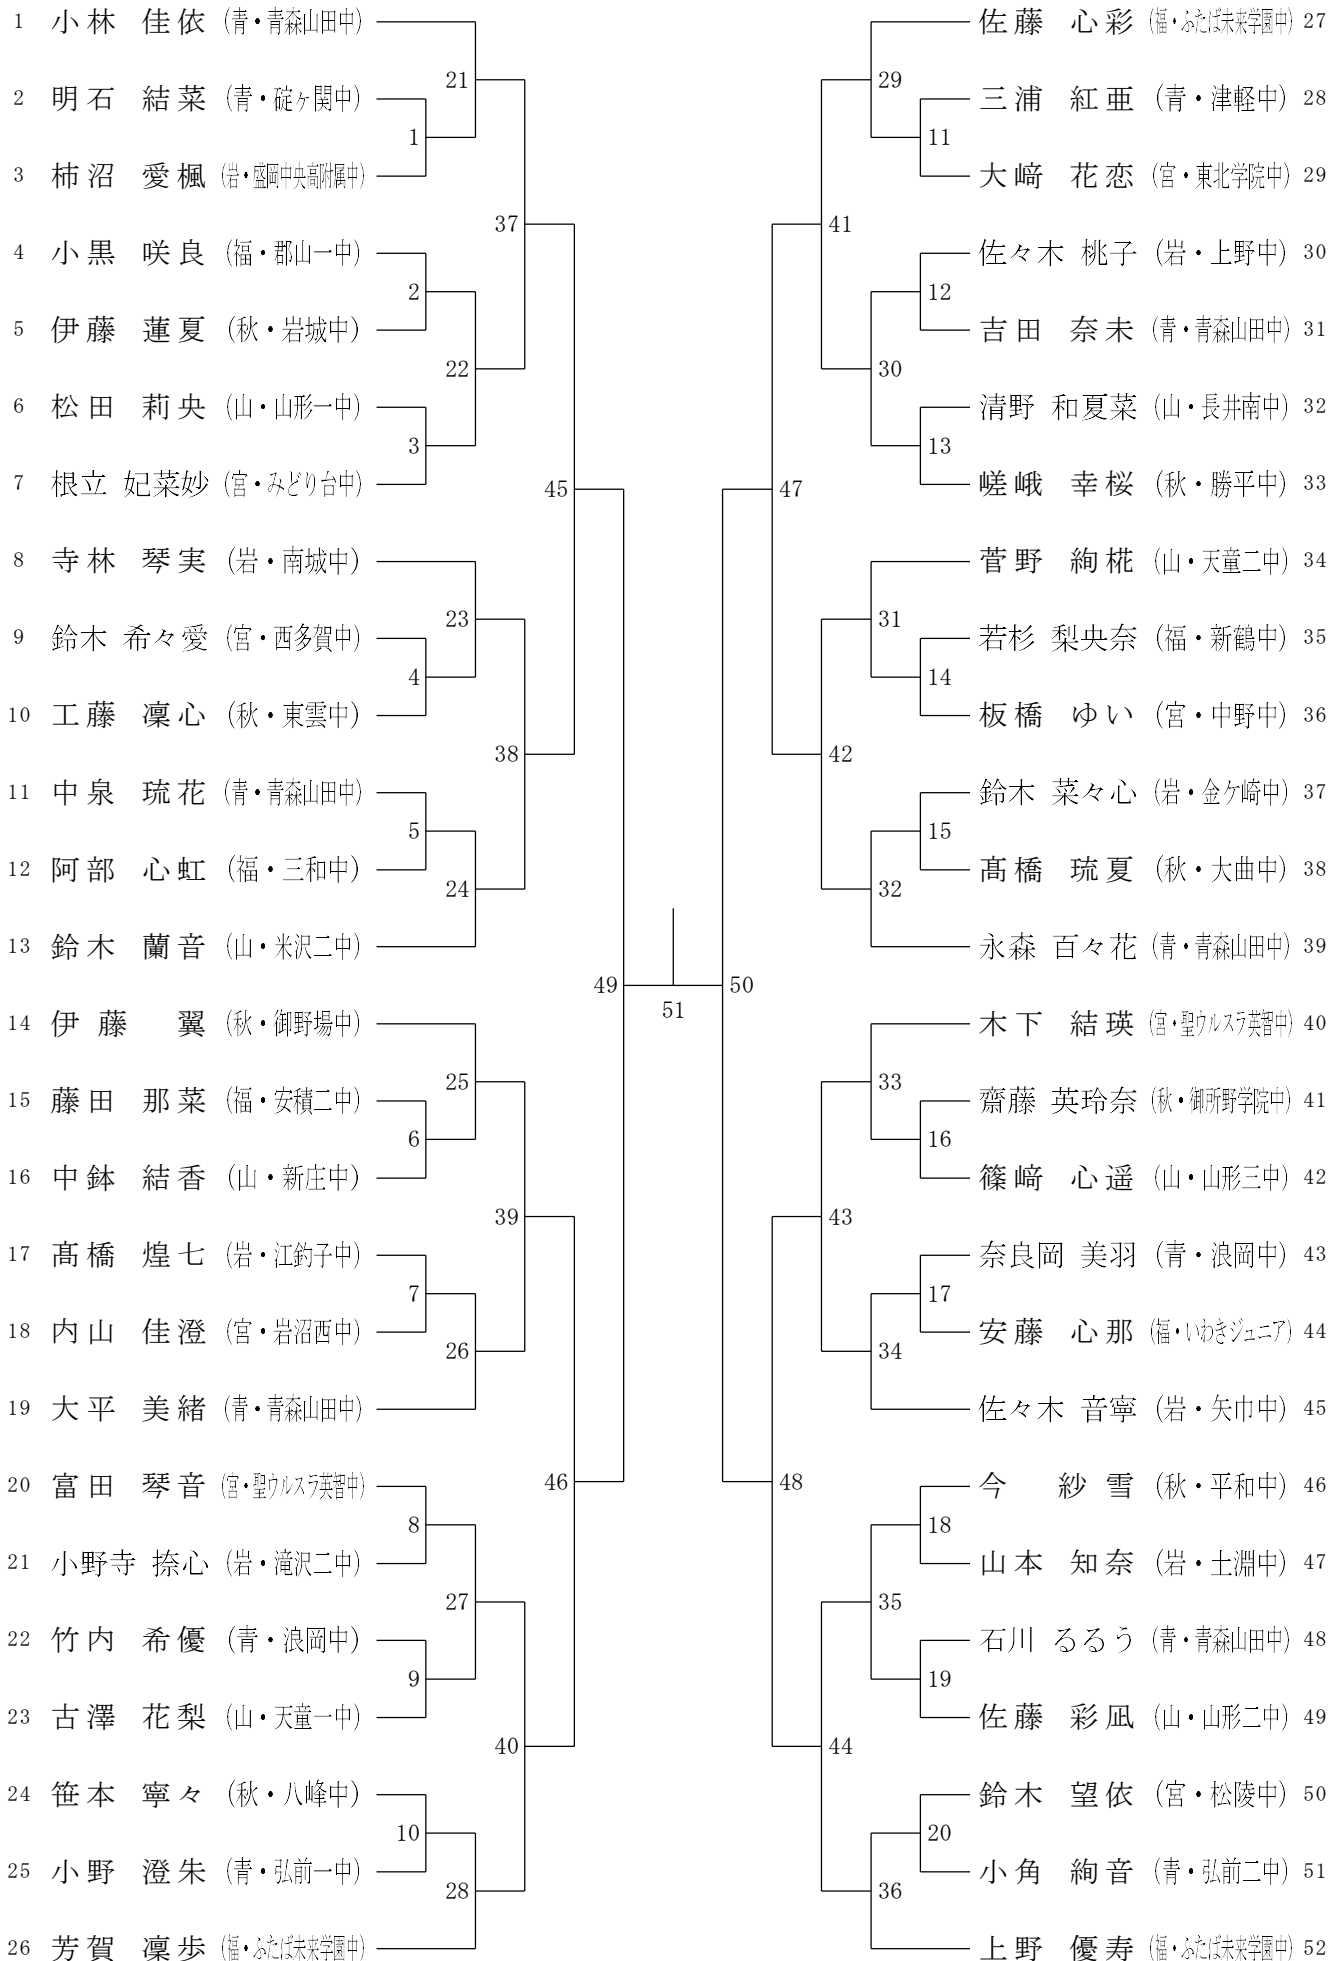 1 小林 佳依 (青・青森山田中)
2 明石 結菜 (青・碇ヶ関中)
3 柿沼 愛楓 (岩・盛岡中央高附属中)
4 小黒 咲良 (福・郡山一中)
5 伊藤 蓮夏 (秋・岩城中)
6 松田 莉央 (山・山形一中)
7 根立 妃菜妙 (宮・みどり台中)
8 寺林 琴実 (岩・南城中)
9 鈴木 希々愛 (宮・西多賀中)
10 工藤 凜心 (秋・東雲中)
11 中泉 琉花 (青・青森山田中)
12 阿部 心虹 (福・三和中)
13 鈴木 蘭音 (山・米沢二中)
14 伊藤 翼 (秋・御野場中)
15 藤田 那菜 (福・安積二中)
16 中鉢 結香 (山・新庄中)
17 髙橋 煌七 (岩・江釣子中)
18 内山 佳澄 (宮・岩沼西中)
19 大平 美緒 (青・青森山田中)
20 富田 琴音 (宮・聖ウルスラ英智中)
21 小野寺 捺心 (岩・滝沢二中)
22 竹内 希優 (青・浪岡中)
23 古澤 花梨 (山・天童一中)
24 笹本 寧々 (秋・八峰中)
25 小野 澄朱 (青・弘前一中)
26 芳賀 凜歩 (福・ふたば未来学園中)
1
2
3
4
5
6
7
8
9
10
21
22
23
24
25
26
27
28
37
38
39
40
45
46
49
51
50
47
48
41
42
43
44
29
30
31
32
33
34
35
36
11
12
13
14
15
16
17
18
19
20
佐藤 心彩 (福・ふたば未来学園中) 27
三浦 紅亜 (青・津軽中) 28
大﨑 花恋 (宮・東北学院中) 29
佐々木 桃子 (岩・上野中) 30
吉田 奈未 (青・青森山田中) 31
清野 和夏菜 (山・長井南中) 32
嵯峨 幸桜 (秋・勝平中) 33
菅野 絢椛 (山・天童二中) 34
若杉 梨央奈 (福・新鶴中) 35
板橋 ゆい (宮・中野中) 36
鈴木 菜々心 (岩・金ケ崎中) 37
髙橋 琉夏 (秋・大曲中) 38
永森 百々花 (青・青森山田中) 39
木下 結瑛 (宮・聖ウルスラ英智中) 40
齋藤 英玲奈 (秋・御所野学院中) 41
篠﨑 心遥 (山・山形三中) 42
奈良岡 美羽 (青・浪岡中) 43
安藤 心那 (福・いわきジュニア) 44
佐々木 音寧 (岩・矢巾中) 45
今 紗雪 (秋・平和中) 46
山本 知奈 (岩・土淵中) 47
石川 るるう (青・青森山田中) 48
佐藤 彩凪 (山・山形二中) 49
鈴木 望依 (宮・松陵中) 50
小角 絢音 (青・弘前二中) 51
上野 優寿 (福・ふたば未来学園中) 52